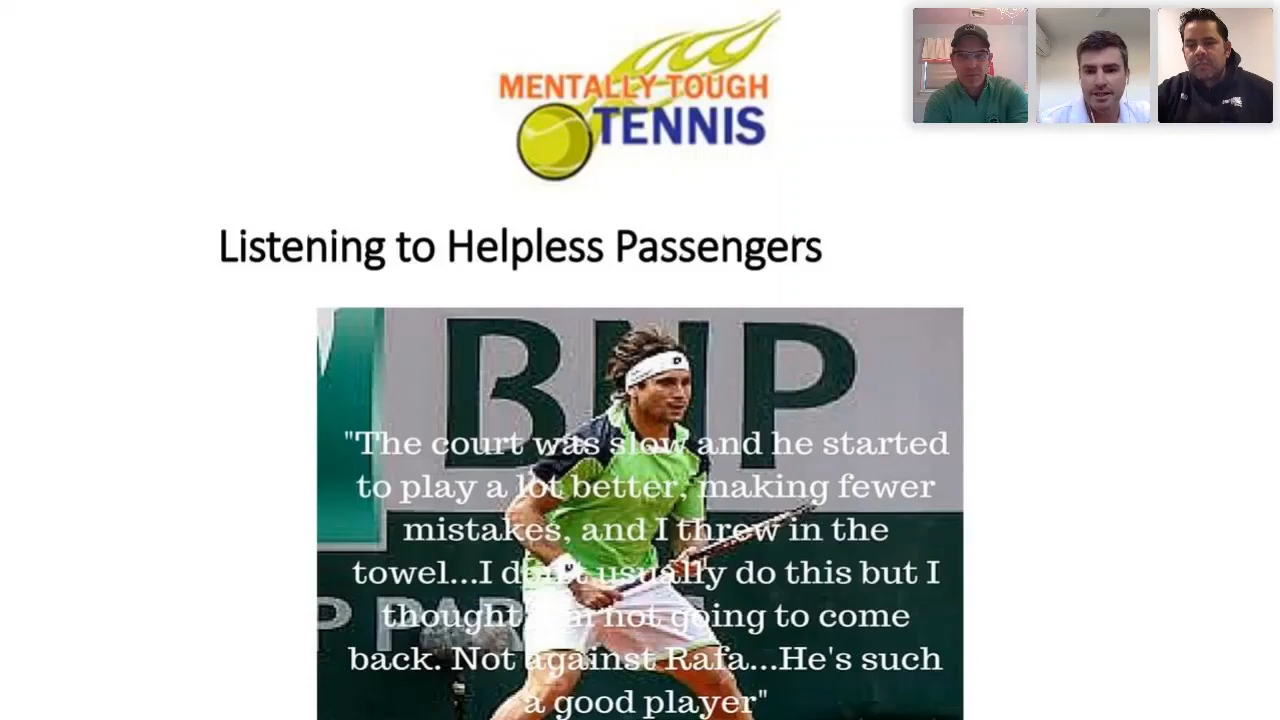 MENTALLY TOUGH
TENNIS
Listening to Helpless Passengers
BNP
"The court was slow and he started
to play a lot better, making fewer
mistakes, and I threw in the
towel...I don't usually do this but I
thought I'm not going to come
back. Not against Rafa...He's such
a good player"
P PA